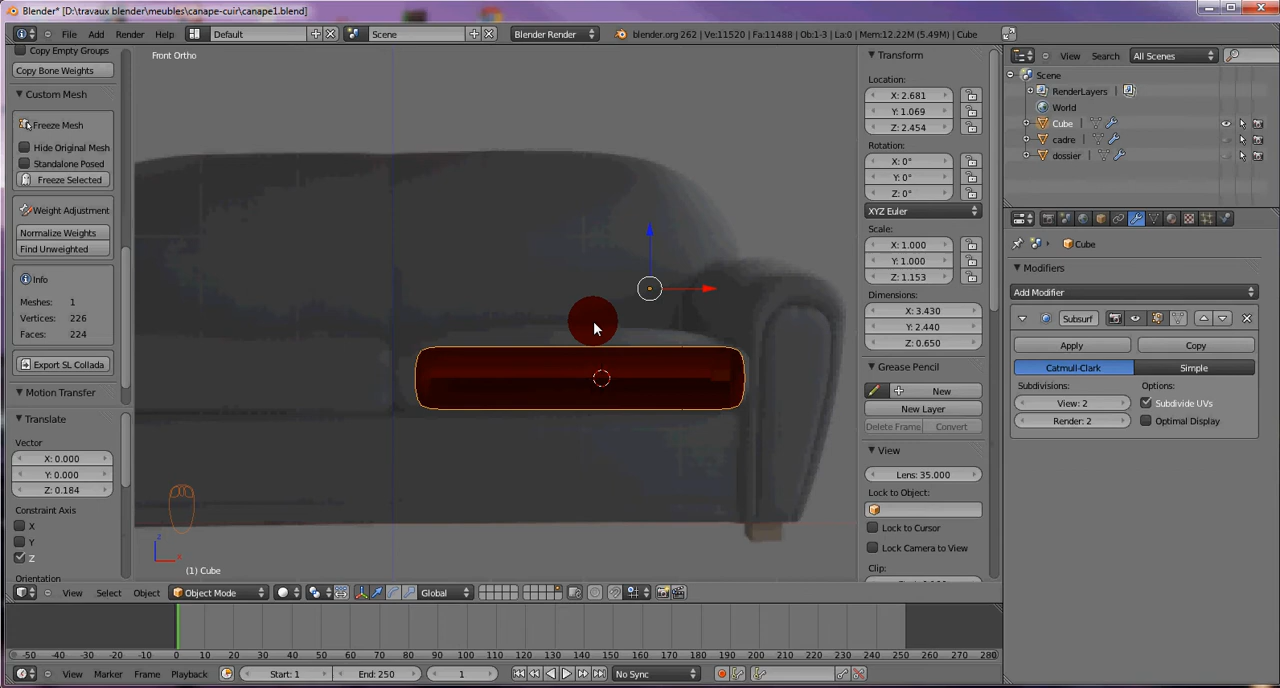 Blender* [D:\travaux blender\meubles\canape-cuir\canape1.blend]
File Add Render Help Default Scene Blender Render blender.org 262 | Ve:11520 | Fa:11488 | Ob:1-3 | La:0 | Mem:12.22M (5.49M) | Cube
Copy Empty Groups
Copy Bone Weights
Custom Mesh
Freeze Mesh
Hide Original Mesh
Standalone Posed
Freeze Selected
Weight Adjustment
Normalize Weights
Find Unweighted
Info
Meshes: 1
Vertices: 226
Faces: 224
Export SL Collada
Motion Transfer
Translate
Vector
X: 0.000
Y: 0.000
Z: 0.184
Constraint Axis
X
Y
Z
Orientation
Front Ortho
z
x
(1) Cube
View Select Object Object Mode Global
Transform
Location:
X: 2.681
Y: 1.069
Z: 2.454
Rotation:
X: 0°
Y: 0°
Z: 0°
XYZ Euler
Scale:
X: 1.000
Y: 1.000
Z: 1.153
Dimensions:
X: 3.430
Y: 2.440
Z: 0.650
Grease Pencil
New
New Layer
Delete Frame Convert
View
Lens: 35.000
Lock to Object:
Lock to Cursor
Lock Camera to View
Clip:
View Search All Scenes
Scene
RenderLayers |
World
Cube |
cadre |
dossier |
Cube
Modifiers
Add Modifier
Subsurf
Apply Copy
Catmull-Clark Simple
Subdivisions: Options:
View: 2 Subdivide UVs
Render: 2 Optimal Display
-50 -40 -30 -20 -10 0 10 20 30 40 50 60 70 80 90 100 110 120 130 140 150 160 170 180 190 200 210 220 230 240 250 260 270 280
View Marker Frame Playback Start: 1 End: 250 1 No Sync